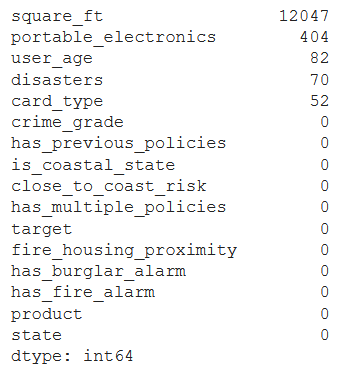 square_ft 12047
portable_electronics 404
user_age 82
disasters 70
card_type 52
crime_grade 0
has_previous_policies 0
is_coastal_state 0
close_to_coast_risk 0
has_multiple_policies 0
target 0
fire_housing_proximity 0
has_burglar_alarm 0
has_fire_alarm 0
product 0
state 0
dtype: int64